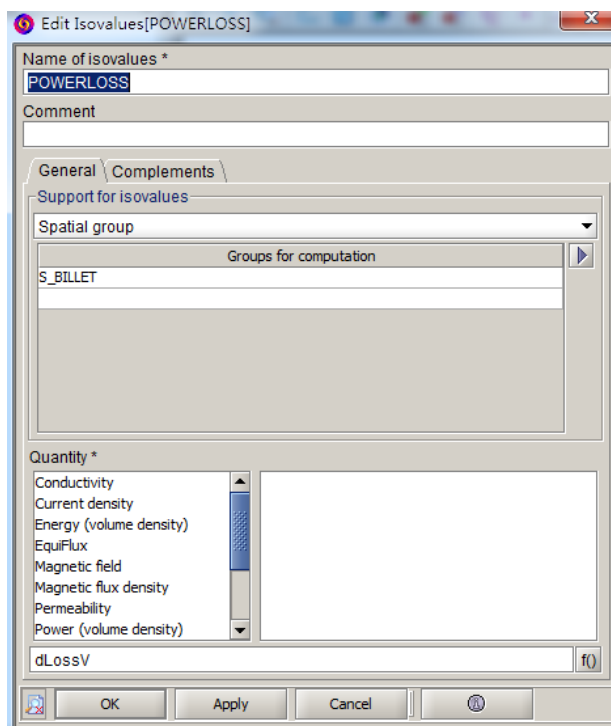 Edit Isovalues[POWERLOSS]
Name of isovalues *
POWERLOSS
Comment
General Complements
Support for isovalues
Spatial group
Groups for computation
S_BILLET
Quantity *
Conductivity
Current density
Energy (volume density)
EquiFlux
Magnetic field
Magnetic flux density
Permeability
Power (volume density)
dLossV f()
OK Apply Cancel